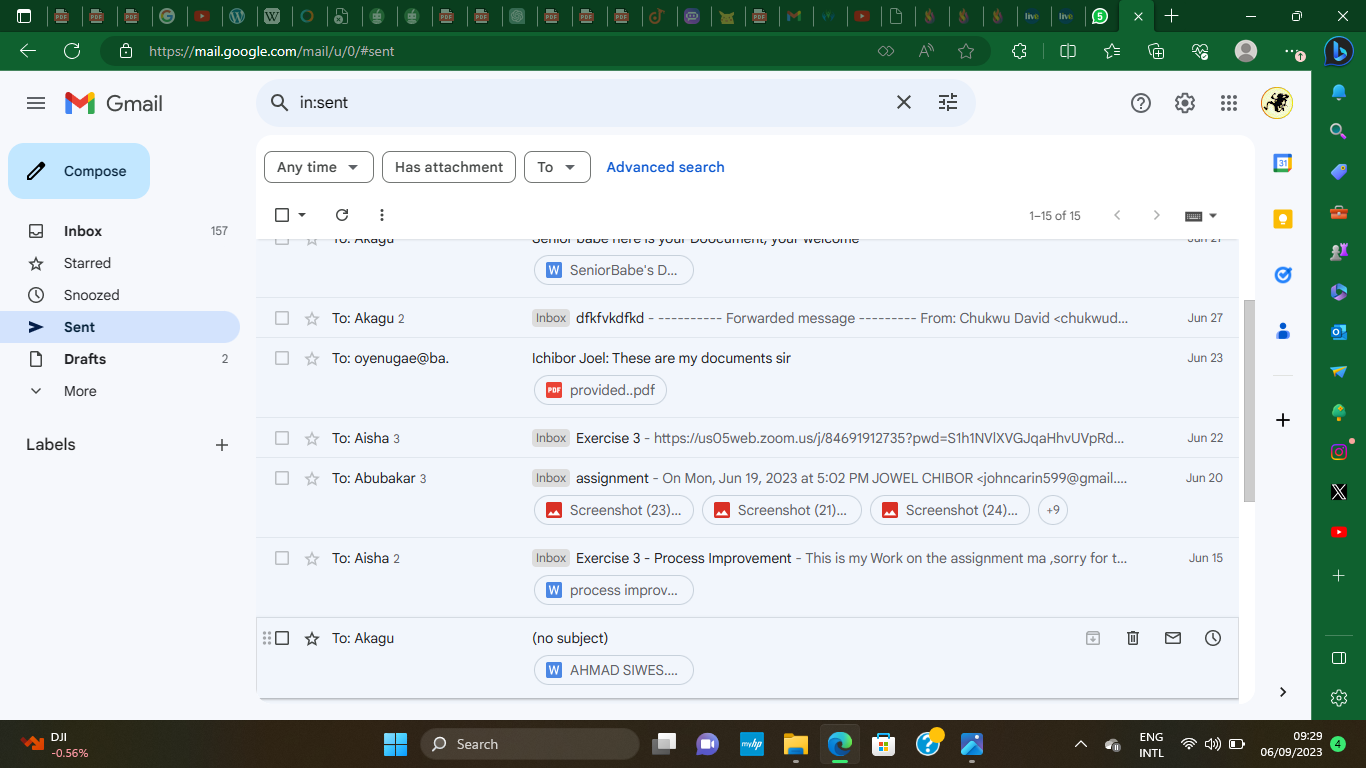 https://mail.google.com/mail/u/0/#sent
Gmail
in:sent
Compose
Any time
Has attachment
To
Advanced search
1–15 of 15
Inbox 157
Starred
Snoozed
Sent
Drafts 2
More
Labels
To: Akagu Senior babe here is your Doocument, your welcome Jun 27
SeniorBabe's D...
To: Akagu 2 Inbox dfkfvkdfkd - ---------- Forwarded message --------- From: Chukwu David <chukwud... Jun 27
To: oyenugae@ba. Ichibor Joel: These are my documents sir Jun 23
PDF provided..pdf
To: Aisha 3 Inbox Exercise 3 - https://us05web.zoom.us/j/84691912735?pwd=S1h1NVlXVGJqaHhvUVpRd... Jun 22
To: Abubakar 3 Inbox assignment - On Mon, Jun 19, 2023 at 5:02 PM JOWEL CHIBOR <johncarin599@gmail.... Jun 20
Screenshot (23)... Screenshot (21)... Screenshot (24)... +9
To: Aisha 2 Inbox Exercise 3 - Process Improvement - This is my Work on the assignment ma ,sorry for t... Jun 15
W process improv...
To: Akagu (no subject)
W AHMAD SIWES....
DJI
-0.56%
Search
ENG
INTL
09:29
06/09/2023
4